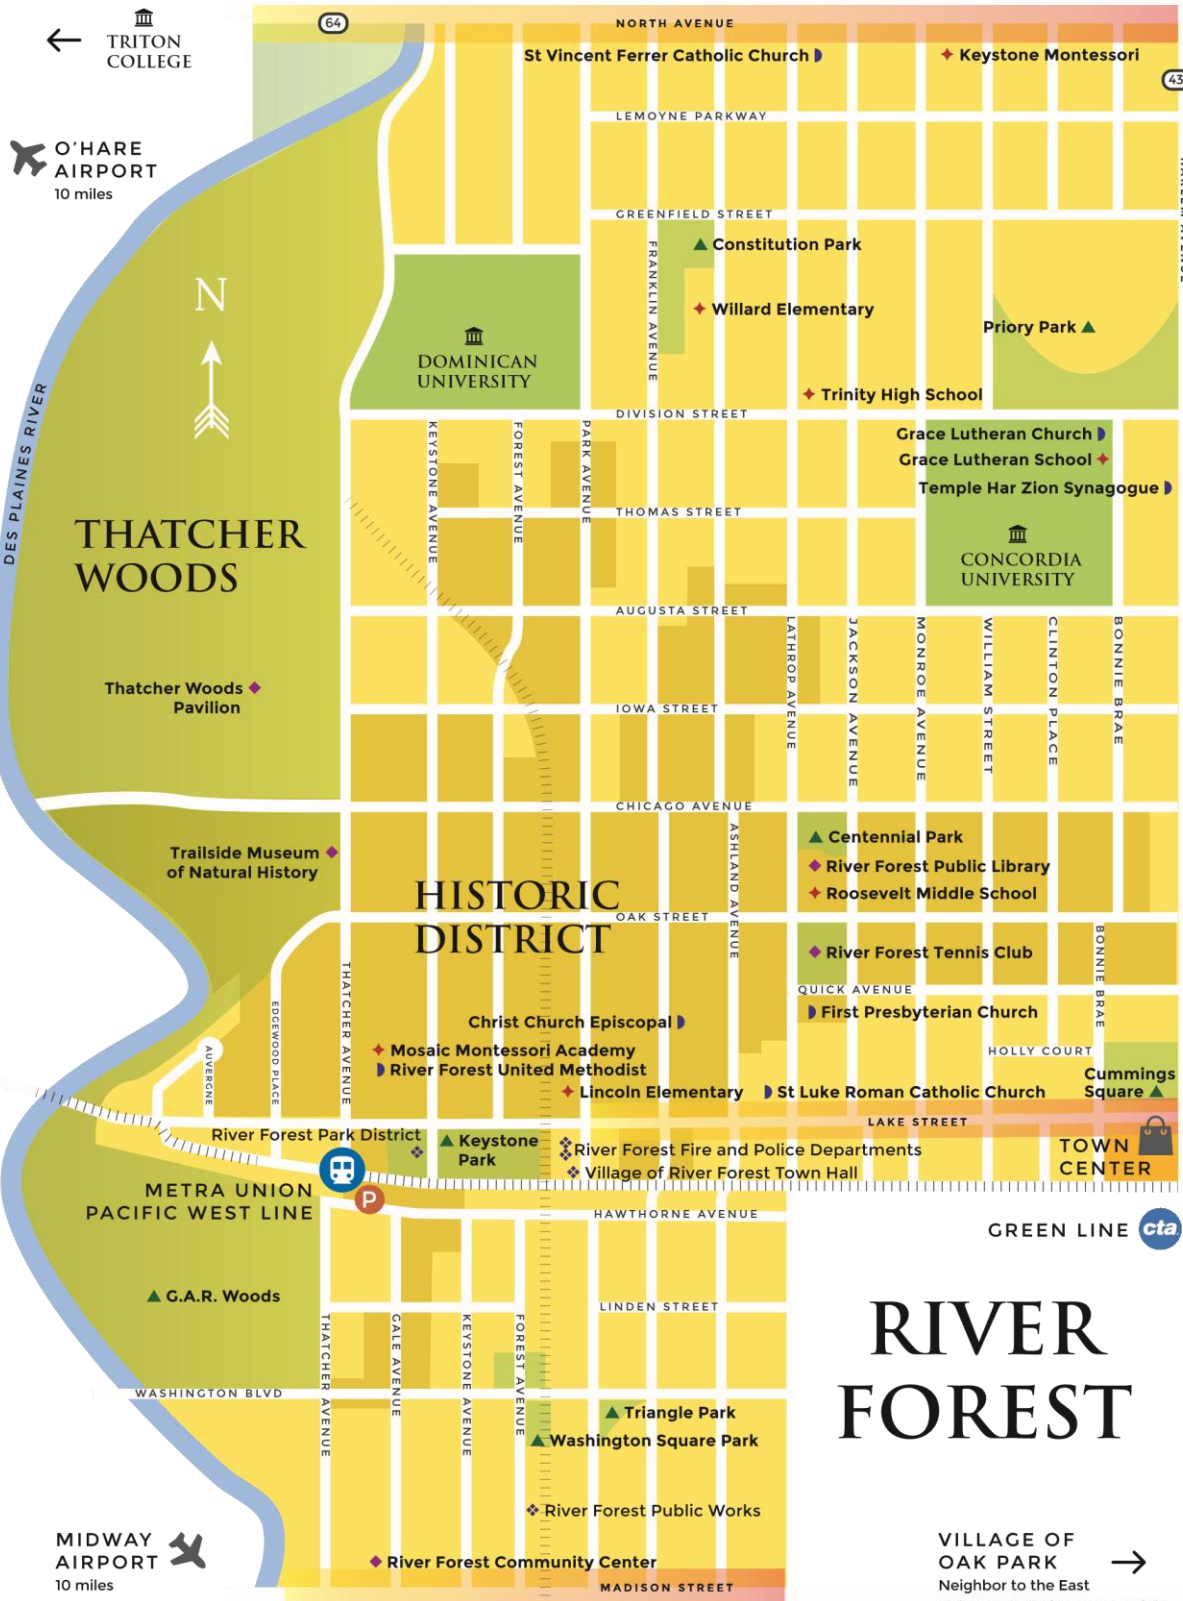 64
NORTH AVENUE
TRITON
COLLEGE
St Vincent Ferrer Catholic Church
Keystone Montessori
43
LEMOYNE PARKWAY
O'HARE
AIRPORT
10 miles
GREENFIELD STREET
Constitution Park
FRANKLIN AVENUE
N
Willard Elementary
Priory Park
DOMINICAN
UNIVERSITY
Trinity High School
DIVISION STREET
DES PLAINES RIVER
KEYSTONE AVENUE
FOREST AVENUE
PARK AVENUE
Grace Lutheran Church
Grace Lutheran School
Temple Har Zion Synagogue
THOMAS STREET
THATCHER
WOODS
CONCORDIA
UNIVERSITY
AUGUSTA STREET
LATHROP AVENUE
JACKSON AVENUE
MONROE AVENUE
WILLIAM STREET
CLINTON PLACE
BONNIE BRAE
Thatcher Woods
Pavilion
IOWA STREET
CHICAGO AVENUE
ASHLAND AVENUE
Centennial Park
Trailside Museum
of Natural History
River Forest Public Library
Roosevelt Middle School
HISTORIC
DISTRICT
OAK STREET
River Forest Tennis Club
BONNIE BRAE
THATCHER AVENUE
QUICK AVENUE
EDGEWOOD PLACE
First Presbyterian Church
Christ Church Episcopal
AUVERGNE
Mosaic Montessori Academy
HOLLY COURT
River Forest United Methodist
Cummings
Square
Lincoln Elementary
St Luke Roman Catholic Church
LAKE STREET
River Forest Park District
Keystone
Park
River Forest Fire and Police Departments
Village of River Forest Town Hall
TOWN
CENTER
METRA UNION
PACIFIC WEST LINE
P
HAWTHORNE AVENUE
GREEN LINE
cta
G.A.R. Woods
LINDEN STREET
THATCHER AVENUE
GALE AVENUE
KEYSTONE AVENUE
FOREST AVENUE
RIVER
FOREST
WASHINGTON BLVD
Triangle Park
Washington Square Park
River Forest Public Works
MIDWAY
AIRPORT
10 miles
River Forest Community Center
MADISON STREET
VILLAGE OF
OAK PARK
Neighbor to the East